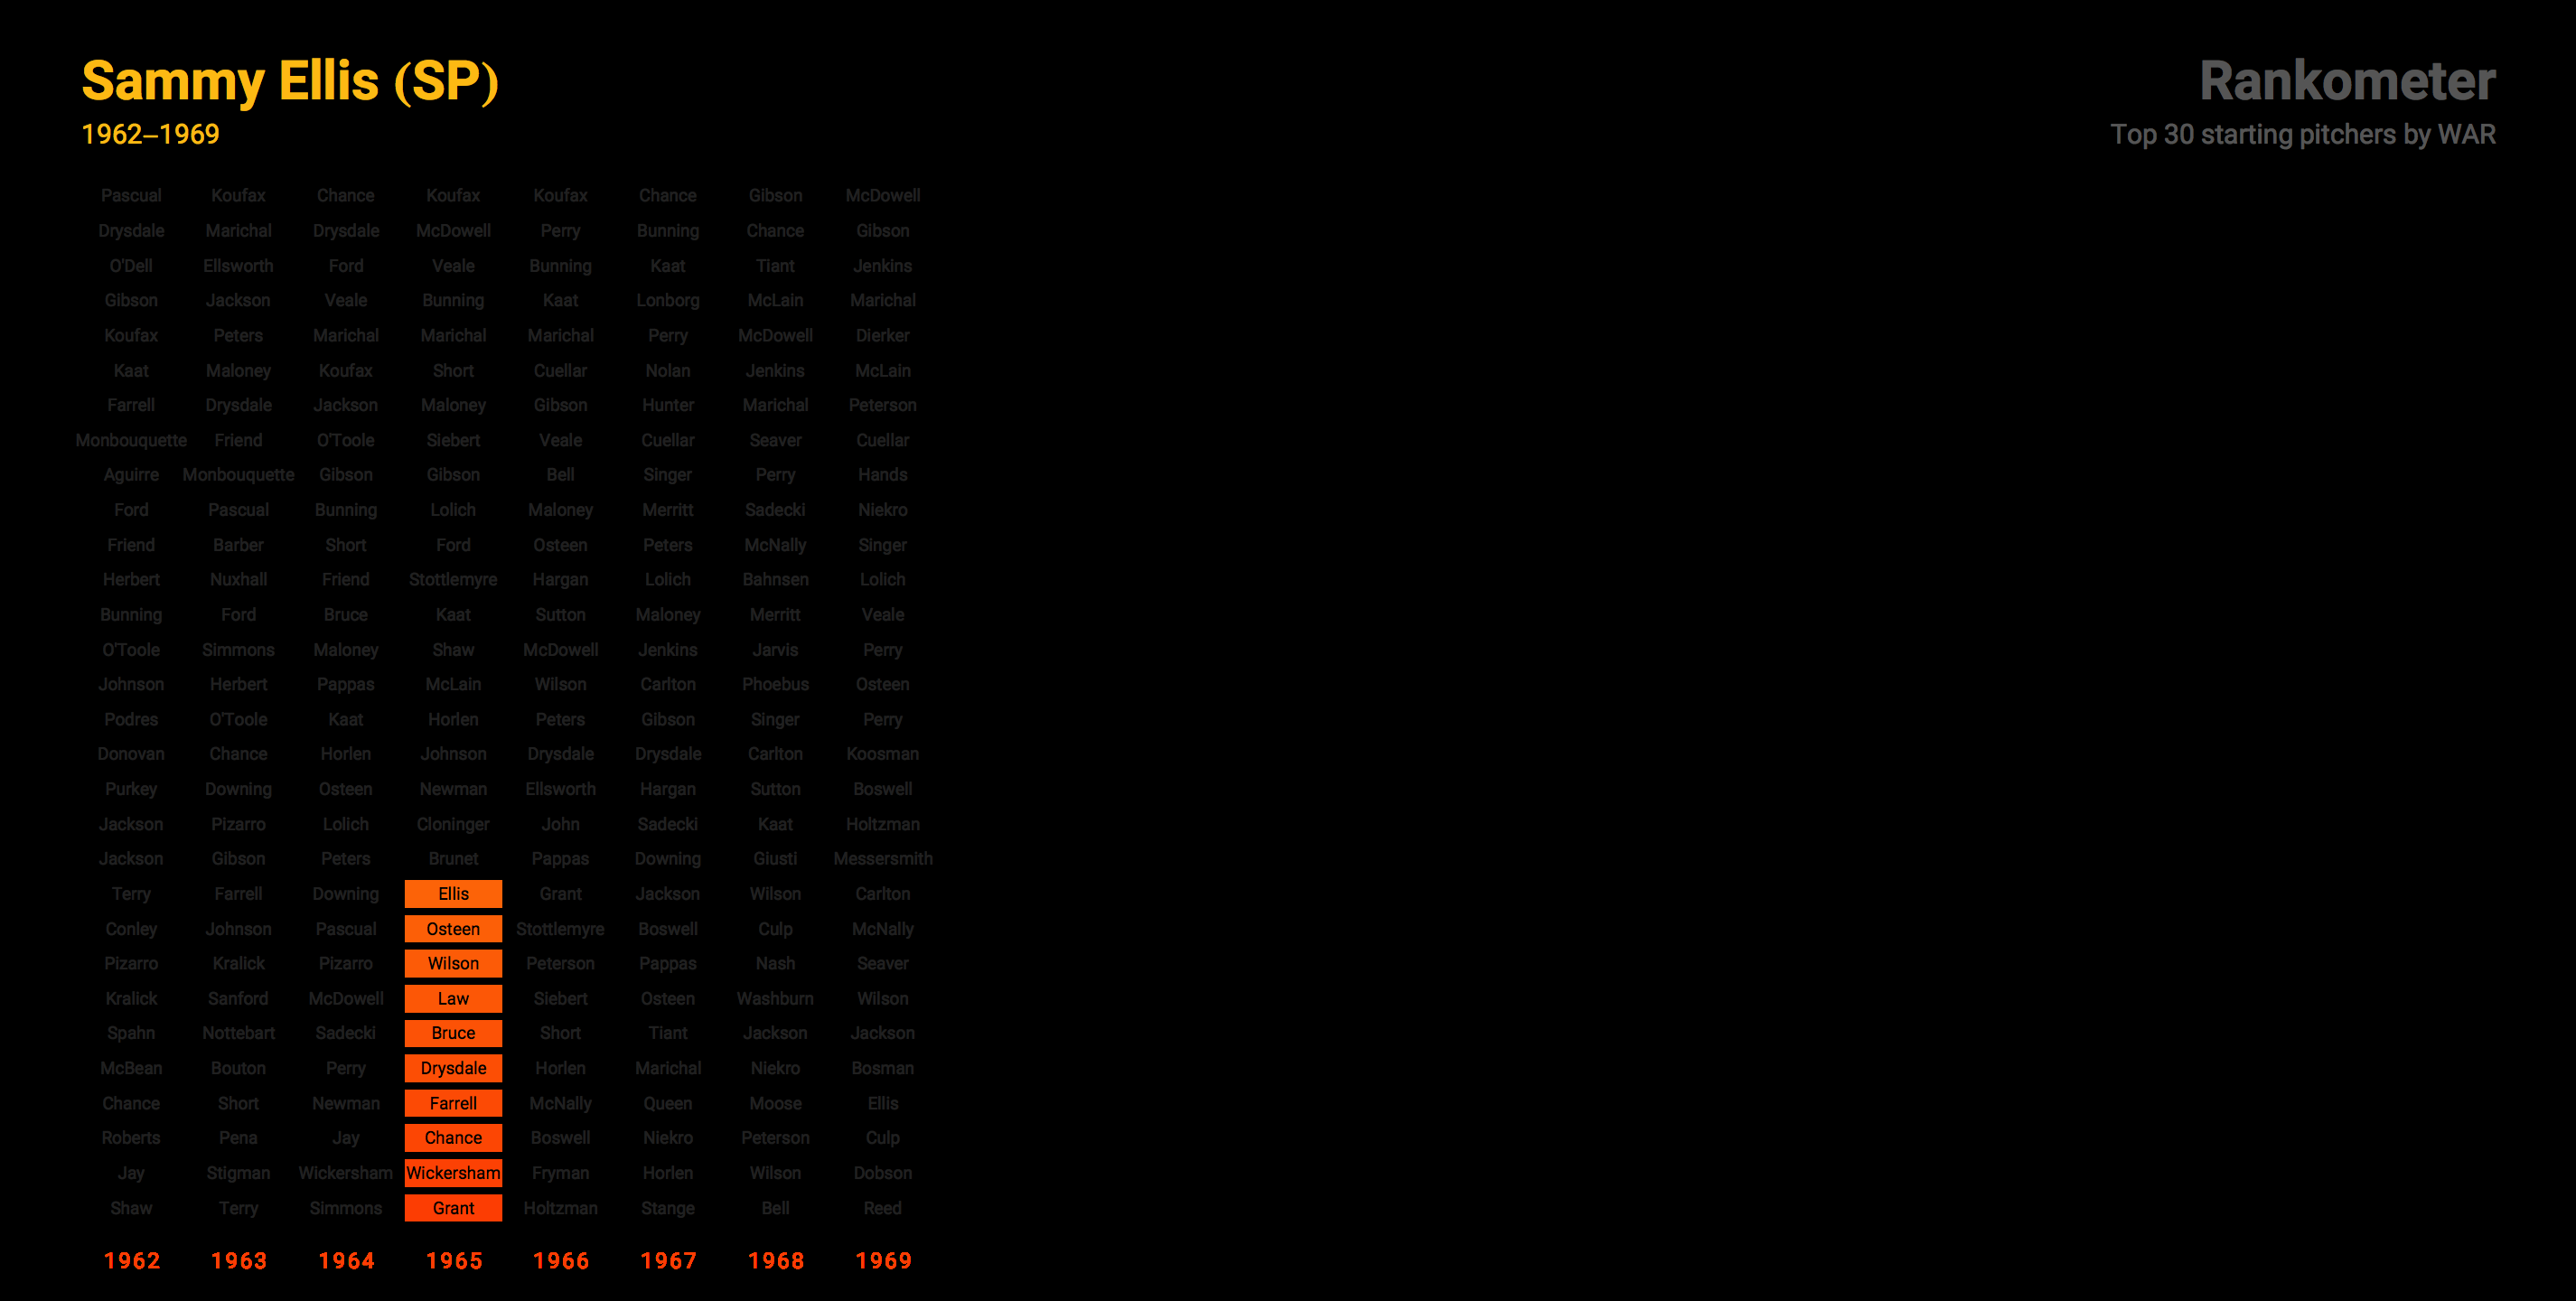 Sammy Ellis (SP)
1962–1969
Rankometer
Top 30 starting pitchers by WAR
Pascual Koufax Chance Koufax Koufax Chance Gibson McDowell
Drysdale Marichal Drysdale McDowell Perry Bunning Chance Gibson
O'Dell Ellsworth Ford Veale Bunning Kaat Tiant Jenkins
Gibson Jackson Veale Bunning Kaat Lonborg McLain Marichal
Koufax Peters Marichal Marichal Marichal Perry McDowell Dierker
Kaat Maloney Koufax Short Cuellar Nolan Jenkins McLain
Farrell Drysdale Jackson Maloney Gibson Hunter Marichal Peterson
Monbouquette Friend O'Toole Siebert Veale Cuellar Seaver Cuellar
Aguirre Monbouquette Gibson Gibson Bell Singer Perry Hands
Ford Pascual Bunning Lolich Maloney Merritt Sadecki Niekro
Friend Barber Short Ford Osteen Peters McNally Singer
Herbert Nuxhall Friend Stottlemyre Hargan Lolich Bahnsen Lolich
Bunning Ford Bruce Kaat Sutton Maloney Merritt Veale
O'Toole Simmons Maloney Shaw McDowell Jenkins Jarvis Perry
Johnson Herbert Pappas McLain Wilson Carlton Phoebus Osteen
Podres O'Toole Kaat Horlen Peters Gibson Singer Perry
Donovan Chance Horlen Johnson Drysdale Drysdale Carlton Koosman
Purkey Downing Osteen Newman Ellsworth Hargan Sutton Boswell
Jackson Pizarro Lolich Cloninger John Sadecki Kaat Holtzman
Jackson Gibson Peters Brunet Pappas Downing Giusti Messersmith
Terry Farrell Downing Ellis Grant Jackson Wilson Carlton
Conley Johnson Pascual Osteen Stottlemyre Boswell Culp McNally
Pizarro Kralick Pizarro Wilson Peterson Pappas Nash Seaver
Kralick Sanford McDowell Law Siebert Osteen Washburn Wilson
Spahn Nottebart Sadecki Bruce Short Tiant Jackson Jackson
McBean Bouton Perry Drysdale Horlen Marichal Niekro Bosman
Chance Short Newman Farrell McNally Queen Moose Ellis
Roberts Pena Jay Chance Boswell Niekro Peterson Culp
Jay Stigman Wickersham Wickersham Fryman Horlen Wilson Dobson
Shaw Terry Simmons Grant Holtzman Stange Bell Reed
1962 1963 1964 1965 1966 1967 1968 1969